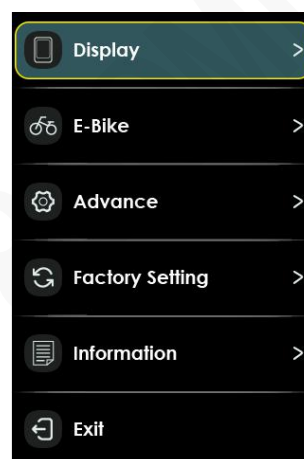 Display
E-Bike
Advance
Factory Setting
Information
Exit